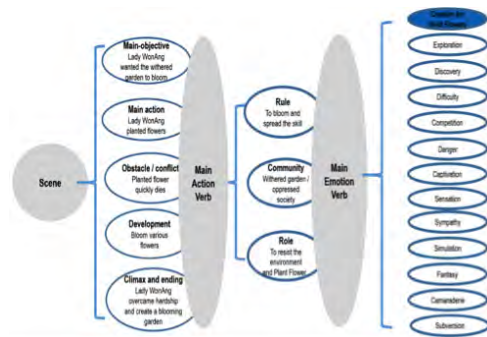 Scene
Main-objective
Lady WonAng
wanted the withered
garden to bloom
Main action
Lady WonAng
planted flowers
Obstacle / conflict
Planted flower
quickly dies
Development
Bloom various
flowers
Climax and ending
Lady WonAng
overcame hardship
and create a blooming
garden
Main
Action
Verb
Rule
To bloom and
spread the skill
Community
Withered garden /
oppressed
society
Role
To resist the
environment
and Plant Flower
Main
Emotion
Verb
Exploration
Discovery
Difficulty
Competition
Danger
Captivation
Sensation
Sympathy
Simulation
Fantasy
Camaraderie
Subversion